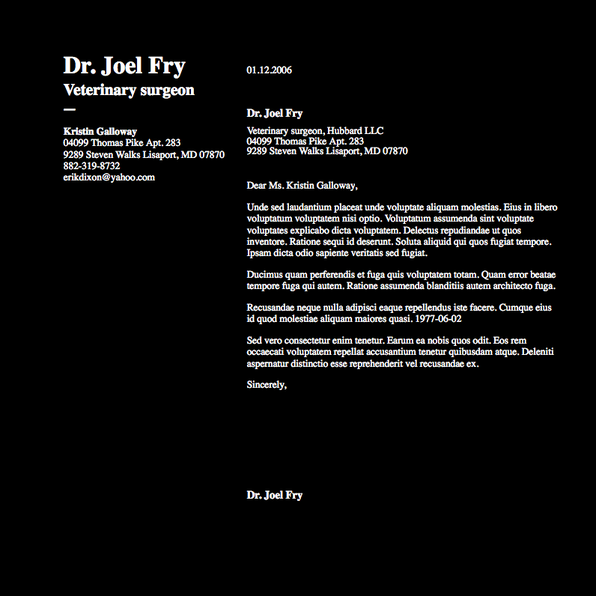 Dr. Joel Fry
Veterinary surgeon
Kristin Galloway
04099 Thomas Pike Apt. 283
9289 Steven Walks Lisaport, MD 07870
882-319-8732
erikdixon@yahoo.com
01.12.2006
Dr. Joel Fry
Veterinary surgeon, Hubbard LLC
04099 Thomas Pike Apt. 283
9289 Steven Walks Lisaport, MD 07870
Dear Ms. Kristin Galloway,
Unde sed laudantium placeat unde voluptate aliquam molestias. Eius in libero
voluptatum voluptatem nisi optio. Voluptatum assumenda sint voluptate
voluptates explicabo dicta voluptatem. Delectus repudiandae ut quos
inventore. Ratione sequi id deserunt. Soluta aliquid qui quos fugiat tempore.
Ipsam dicta odio sapiente veritatis sed fugiat.
Ducimus quam perferendis et fuga quis voluptatem totam. Quam error beatae
tempore fuga qui autem. Ratione assumenda blanditiis autem architecto fuga.
Recusandae neque nulla adipisci eaque repellendus iste facere. Cumque eius
id quod molestiae aliquam maiores quasi. 1977-06-02
Sed vero consectetur enim tenetur. Earum ea nobis quos odit. Eos rem
occaecati voluptatem repellat accusantium tenetur quibusdam atque. Deleniti
aspernatur distinctio esse reprehenderit vel recusandae ex.
Sincerely,
Dr. Joel Fry